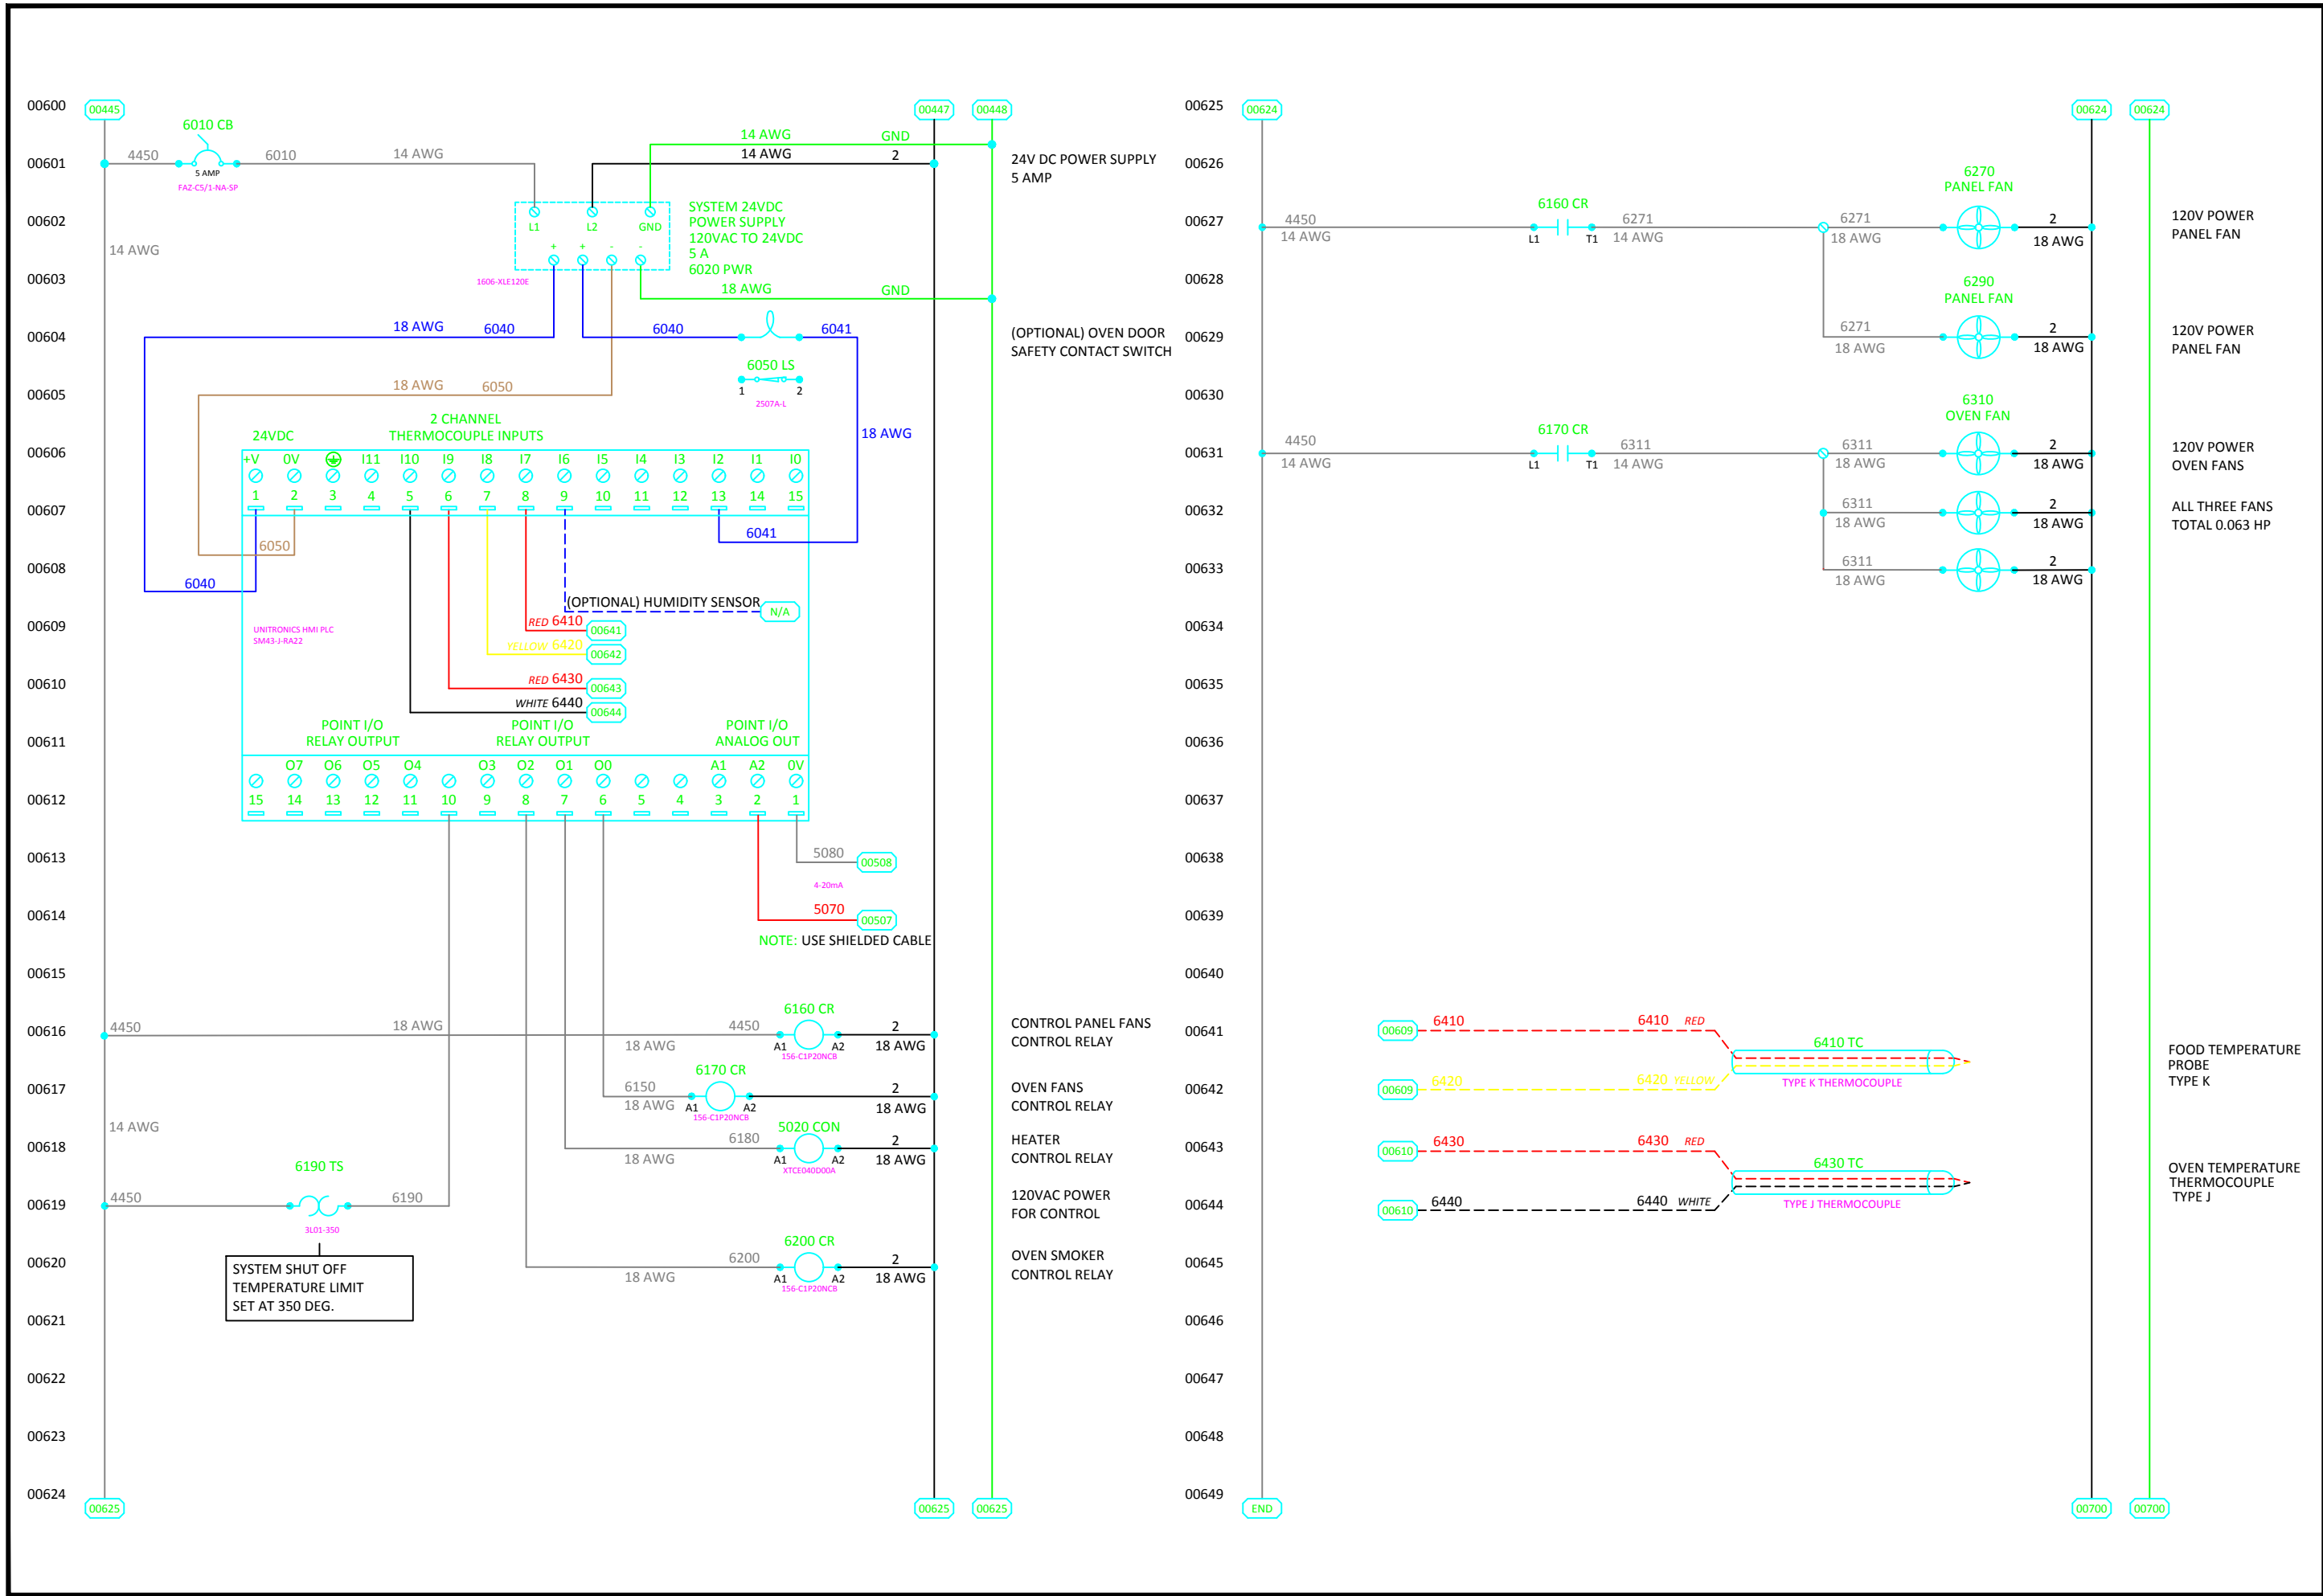 00600
00445
00447
00448
6010 CB
4450
6010
14 AWG
5 AMP
FAZ-C5/1-NA-SP
14 AWG
GND
14 AWG
2
00601
24V DC POWER SUPPLY
5 AMP
00602
14 AWG
L1
L2
GND
+
+
-
-
SYSTEM 24VDC
POWER SUPPLY
120VAC TO 24VDC
5 A
6020 PWR
1606-XLE120E
00603
18 AWG
GND
00604
18 AWG
6040
6040
6041
(OPTIONAL) OVEN DOOR
SAFETY CONTACT SWITCH
6050 LS
1
2
2507A-L
00605
18 AWG
6050
18 AWG
00606
24VDC
2 CHANNEL
THERMOCOUPLE INPUTS
+V 0V I11 I10 I9 I8 I7 I6 I5 I4 I3 I2 I1 I0
1 2 3 4 5 6 7 8 9 10 11 12 13 14 15
00607
6050
6041
00608
6040
(OPTIONAL) HUMIDITY SENSOR
N/A
00609
UNITRONICS HMI PLC
SM43-J-RA22
RED 6410
00641
YELLOW 6420
00642
00610
RED 6430
00643
WHITE 6440
00644
00611
POINT I/O
RELAY OUTPUT
POINT I/O
RELAY OUTPUT
POINT I/O
ANALOG OUT
O7 O6 O5 O4 O3 O2 O1 O0 A1 A2 0V
00612
15 14 13 12 11 10 9 8 7 6 5 4 3 2 1
00613
5080
00508
4-20mA
00614
5070
00507
NOTE: USE SHIELDED CABLE
00615
00616
4450
18 AWG
4450
18 AWG
6160 CR
A1
A2
156-C1P20NCB
2
18 AWG
CONTROL PANEL FANS
CONTROL RELAY
00617
6150
18 AWG
6170 CR
A1
A2
156-C1P20NCB
2
18 AWG
OVEN FANS
CONTROL RELAY
00618
14 AWG
6180
18 AWG
5020 CON
A1
A2
XTCE040D00A
2
18 AWG
HEATER
CONTROL RELAY
00619
4450
6190 TS
6190
3L01-350
120VAC POWER
FOR CONTROL
00620
SYSTEM SHUT OFF
TEMPERATURE LIMIT
SET AT 350 DEG.
6200
18 AWG
6200 CR
A1
A2
156-C1P20NCB
2
18 AWG
OVEN SMOKER
CONTROL RELAY
00621
00622
00623
00624
00625
00625
00625
00625
00624
00624
00624
00626
00627
4450
14 AWG
6160 CR
L1
T1
6271
14 AWG
6271
18 AWG
6270
PANEL FAN
2
18 AWG
120V POWER
PANEL FAN
00628
00629
6271
18 AWG
6290
PANEL FAN
2
18 AWG
120V POWER
PANEL FAN
00630
00631
4450
14 AWG
6170 CR
L1
T1
6311
14 AWG
6311
18 AWG
6310
OVEN FAN
2
18 AWG
120V POWER
OVEN FANS
00632
6311
18 AWG
2
18 AWG
ALL THREE FANS
TOTAL 0.063 HP
00633
6311
18 AWG
2
18 AWG
00634
00635
00636
00637
00638
00639
00640
00641
00609
6410
6410 RED
6410 TC
TYPE K THERMOCOUPLE
FOOD TEMPERATURE
PROBE
TYPE K
00642
00609
6420
6420 YELLOW
00643
00610
6430
6430 RED
6430 TC
TYPE J THERMOCOUPLE
OVEN TEMPERATURE
THERMOCOUPLE
TYPE J
00644
00610
6440
6440 WHITE
00645
00646
00647
00648
00649
END
00700
00700